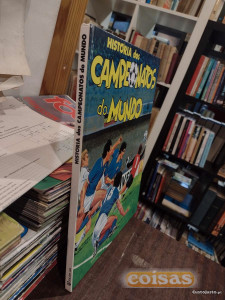 HISTÓRIA dos
CAMPEONATOS
do MUNDO
HISTÓRIA dos CAMPEONATOS do MUNDO
coisas